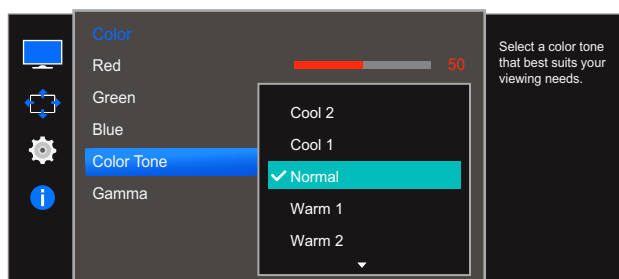 Color
Red 50
Green
Blue
Color Tone
Gamma
Cool 2
Cool 1
Normal
Warm 1
Warm 2
Select a color tone
that best suits your
viewing needs.